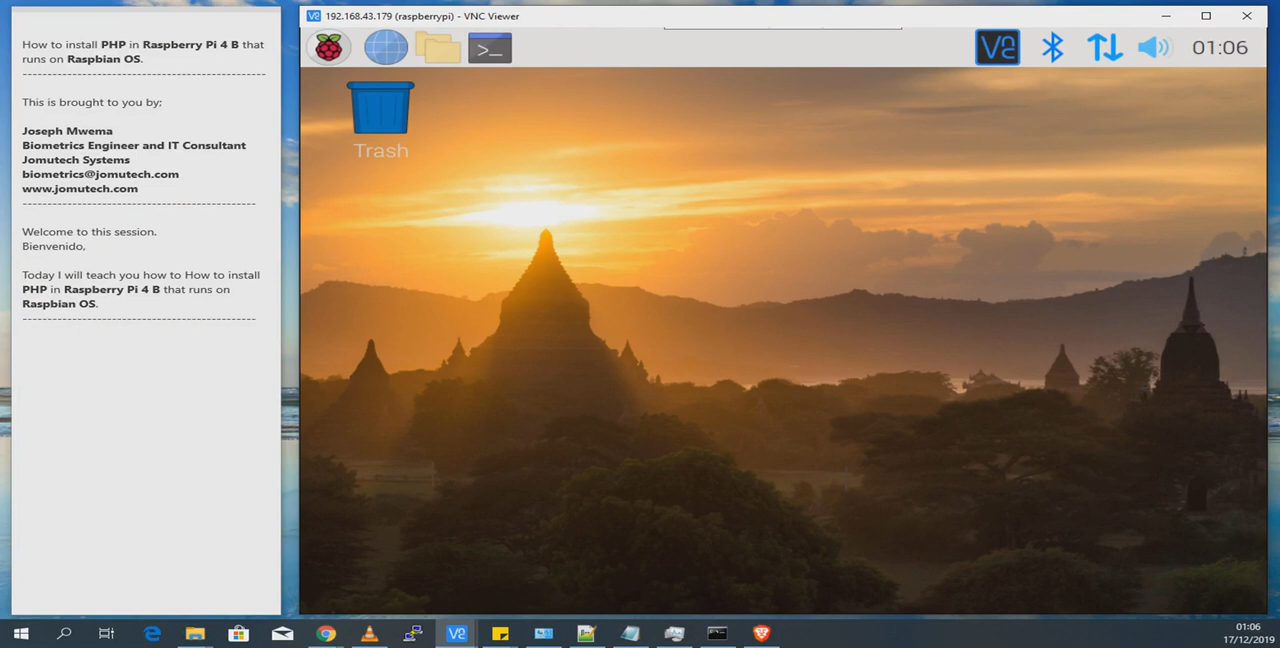 How to install PHP in Raspberry Pi 4 B that
runs on Raspbian OS.
--------------------------------------------------------------
This is brought to you by;
Joseph Mwema
Biometrics Engineer and IT Consultant
Jomutech Systems
biometrics@jomutech.com
www.jomutech.com
------------------------------------------------------------
Welcome to this session.
Bienvenido,
Today I will teach you how to How to install
PHP in Raspberry Pi 4 B that runs on
Raspbian OS.
------------------------------------------------------------
192.168.43.179 (raspberrypi) - VNC Viewer
01:06
Trash
01:06
17/12/2019